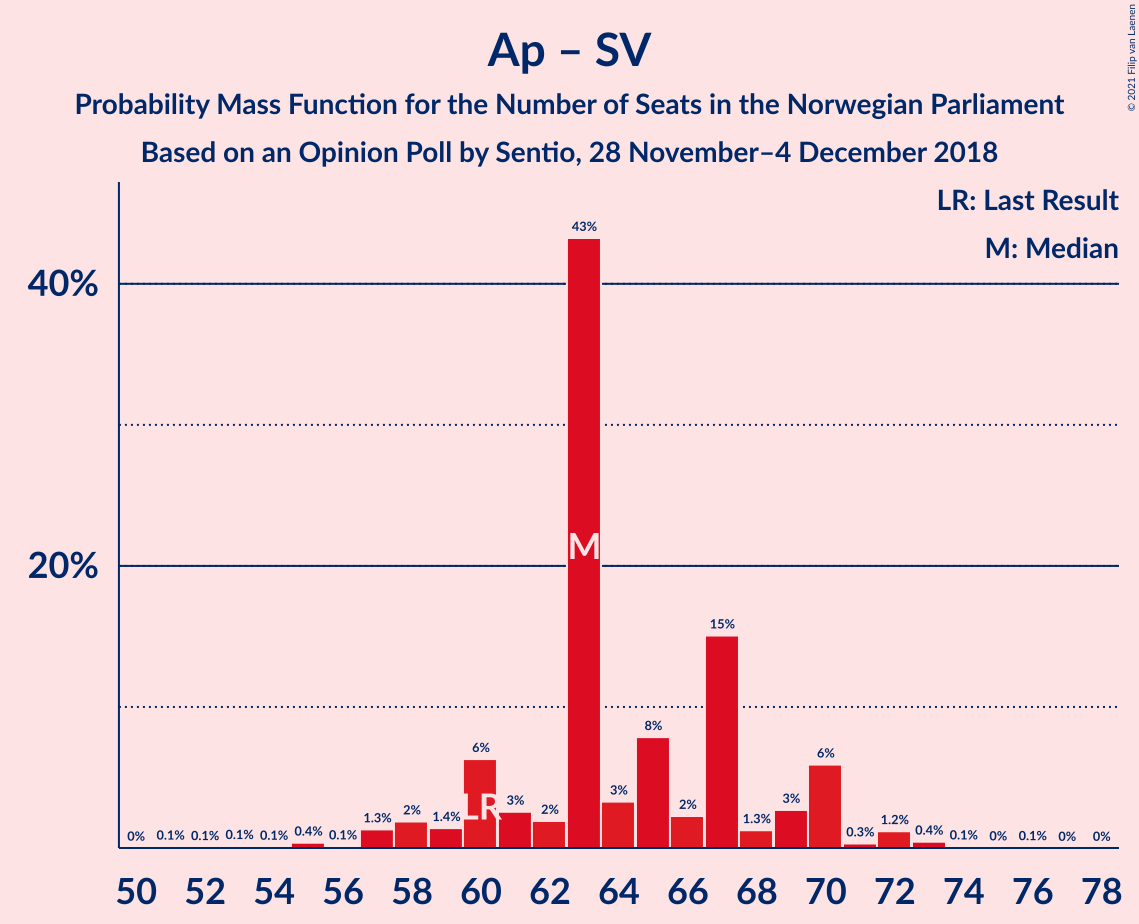 Ap – SV
Probability Mass Function for the Number of Seats in the Norwegian Parliament
Based on an Opinion Poll by Sentio, 28 November–4 December 2018
© 2021 Filip van Laenen
LR: Last Result
M: Median
40%
20%
0% 0.1% 0.1% 0.1% 0.1% 0.4% 0.1% 1.3% 2% 1.4% 6% 3% 2% 43% 3% 8% 2% 15% 1.3% 3% 6% 0.3% 1.2% 0.4% 0.1% 0% 0.1% 0% 0%
M
LR
50 52 54 56 58 60 62 64 66 68 70 72 74 76 78